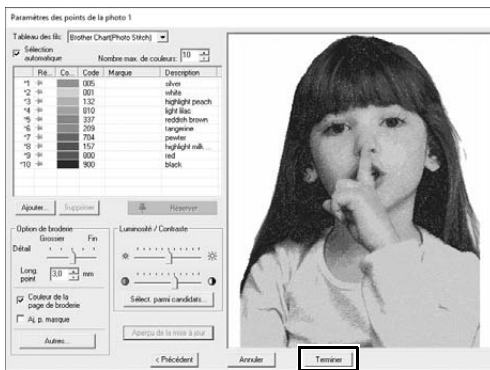 Paramètres des points de la photo 1
Tableau des fils: Brother Chart(Photo Stitch)
Sélection automatique
Nombre max. de couleurs: 10
Ré... Co... Code Marque Description
*1 005 silver
*2 001 white
*3 132 highlight peach
*4 810 light lilac
*5 337 reddish brown
*6 209 tangerine
*7 704 pewter
*8 157 highlight milk ...
*9 800 red
*10 900 black
Ajouter... Supprimer Réserver
Option de broderie
Grossier Fin
Détail
Long. point 3,0 mm
Couleur de la page de broderie
Aj. p. masque
Autres...
Luminosité / Contraste
Sélect. parmi candidats...
Aperçu de la mise à jour
< Précédent Annuler Terminer